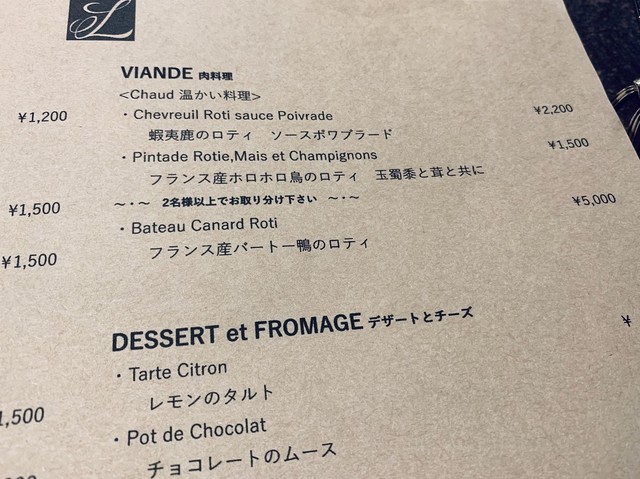 L
VIANDE 肉料理
<Chaud 温かい料理>
¥1,200
・Chevreuil Roti sauce Poivrade ¥2,200
蝦夷鹿のロティ ソースポワブラード
・Pintade Rotie,Mais et Champignons ¥1,500
フランス産ホロホロ鳥のロティ 玉蜀黍と茸と共に
¥1,500
〜・〜 2名様以上でお取り分け下さい 〜・〜
・Bateau Canard Roti ¥5,000
フランス産バートー鴨のロティ
¥1,500
DESSERT et FROMAGE デザートとチーズ
¥
・Tarte Citron
レモンのタルト
1,500
・Pot de Chocolat
チョコレートのムース